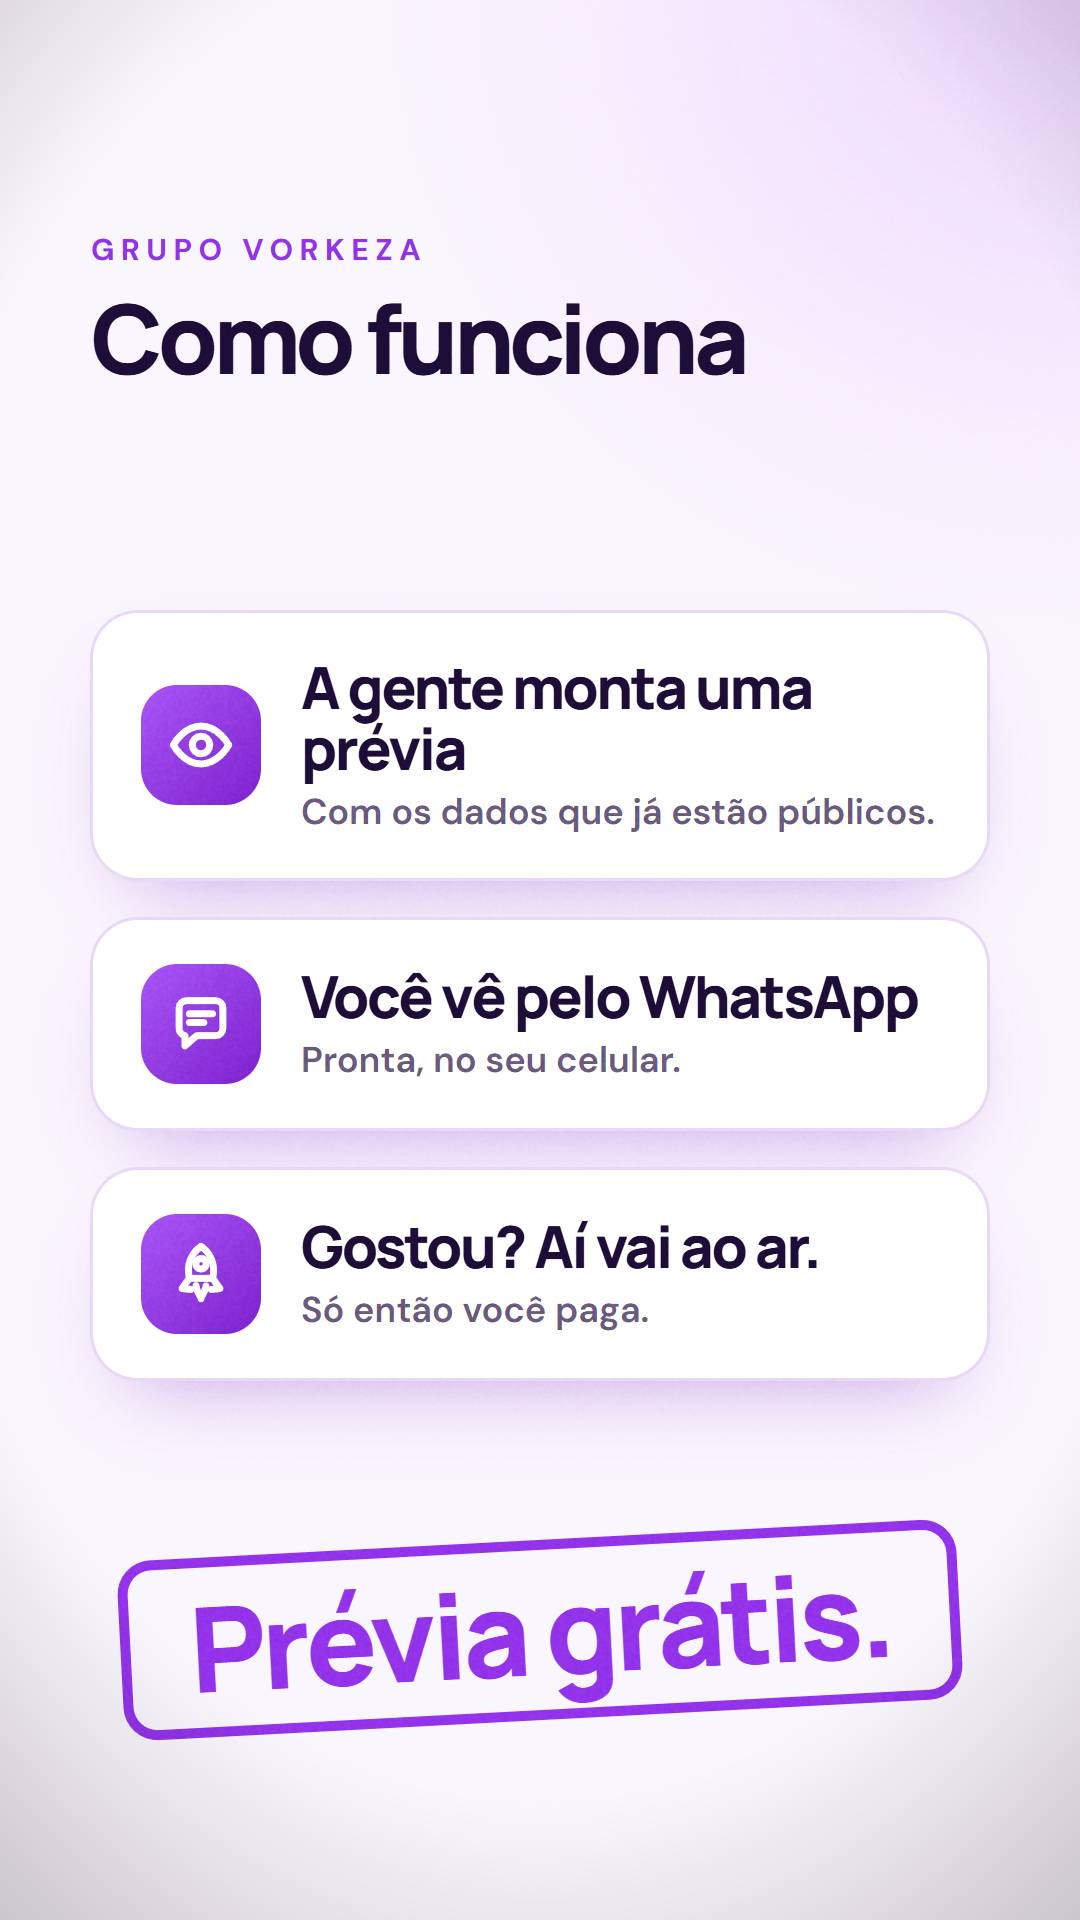 GRUPO VORKEZA
Como funciona
A gente monta uma
prévia
Com os dados que já estão públicos.
Você vê pelo WhatsApp
Pronta, no seu celular.
Gostou? Aí vai ao ar.
Só então você paga.
Prévia grátis.